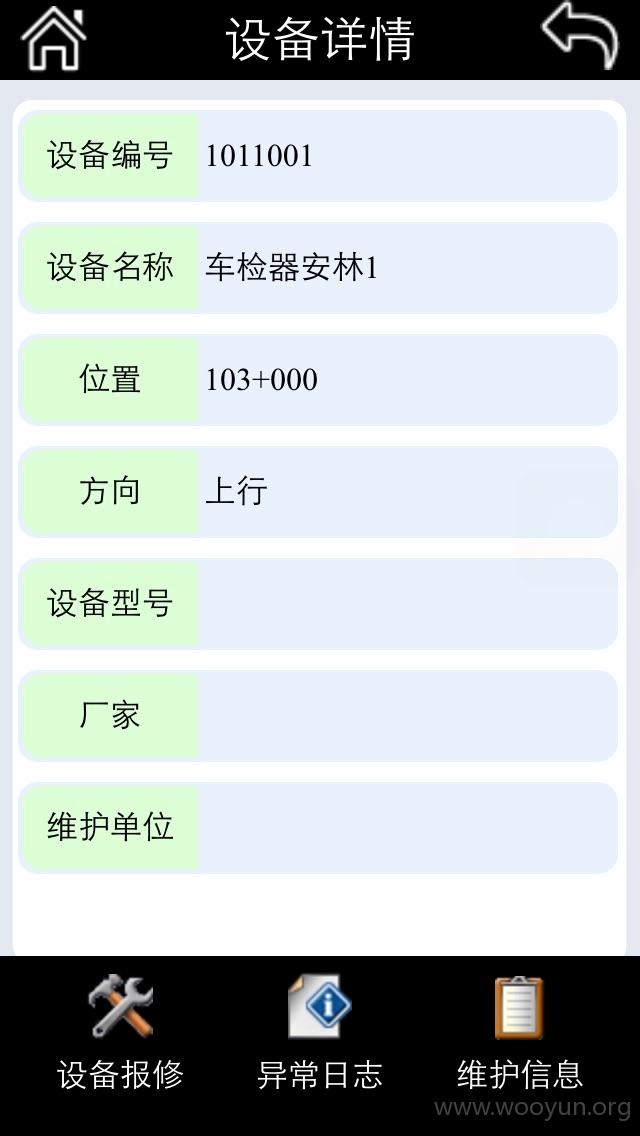 设备详情
设备编号 1011001
设备名称 车检器安林1
位置 103+000
方向 上行
设备型号
厂家
维护单位
设备报修 异常日志 维护信息
www.wooyun.org